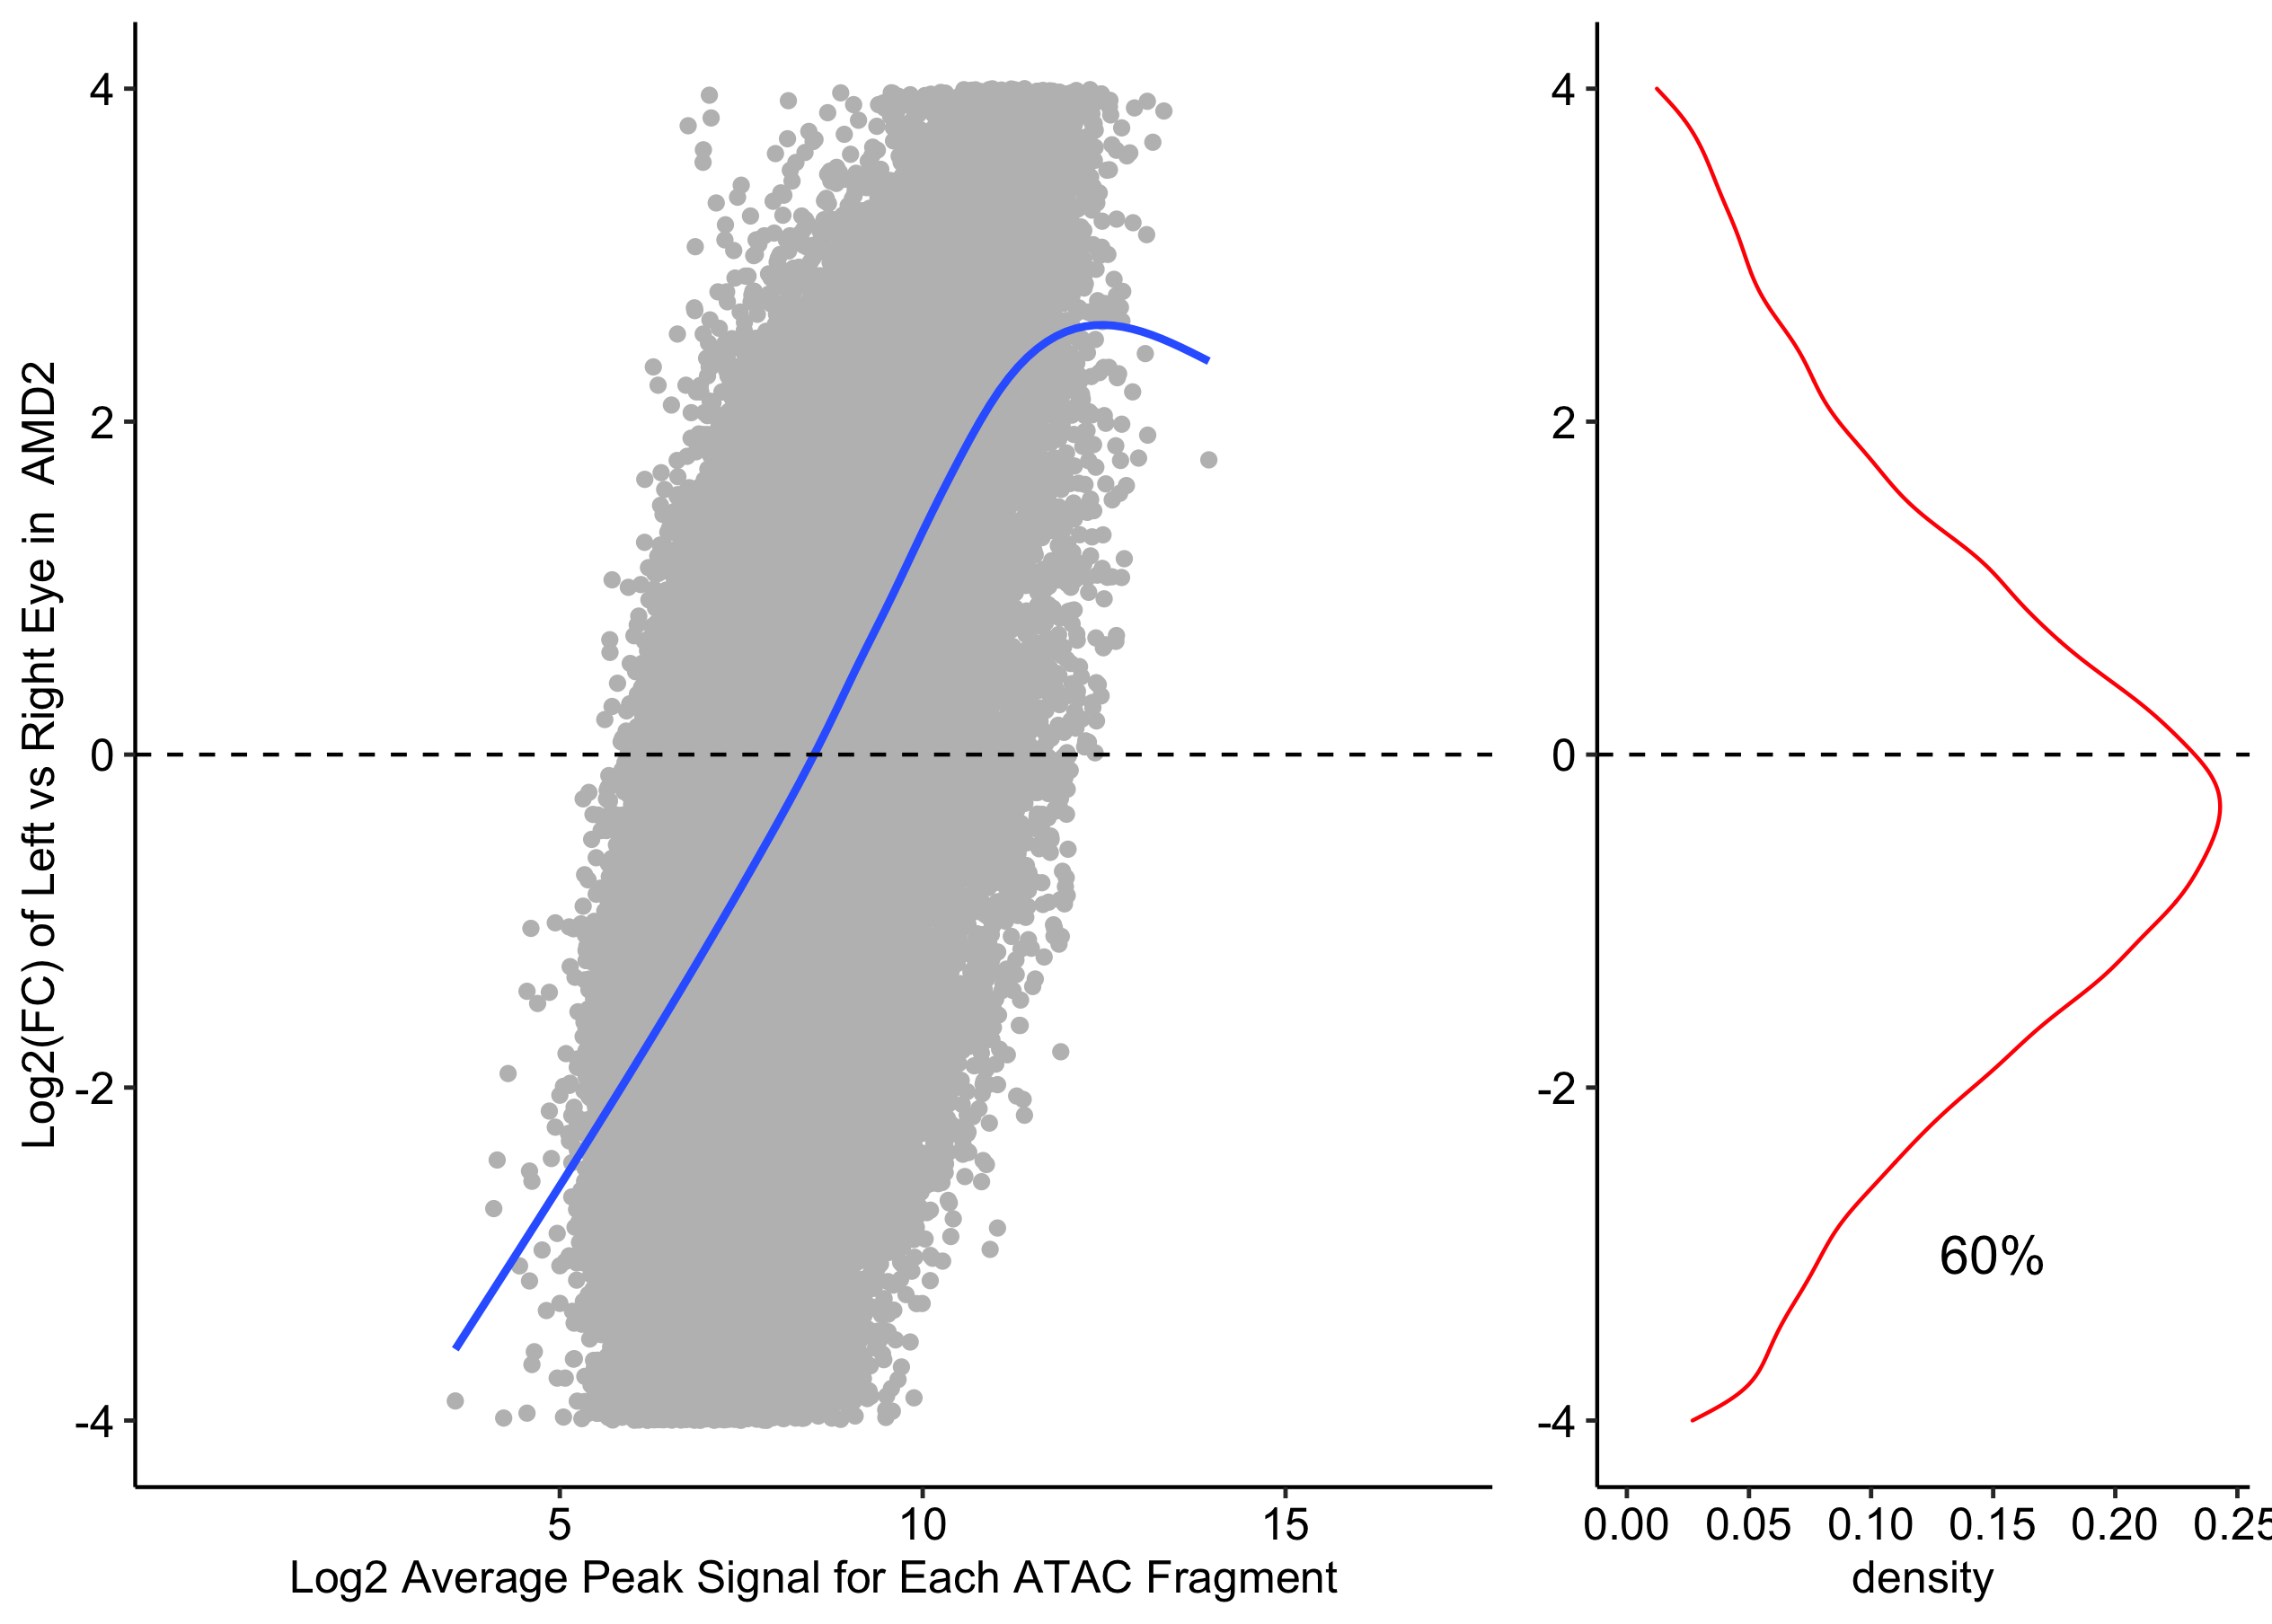 Log2(FC) of Left vs Right Eye in  AMD2
4
2
0
-2
-4
5 10 15
Log2 Average Peak Signal for Each ATAC Fragment
4
2
0
-2
-4
60%
0.00 0.05 0.10 0.15 0.20 0.25
density